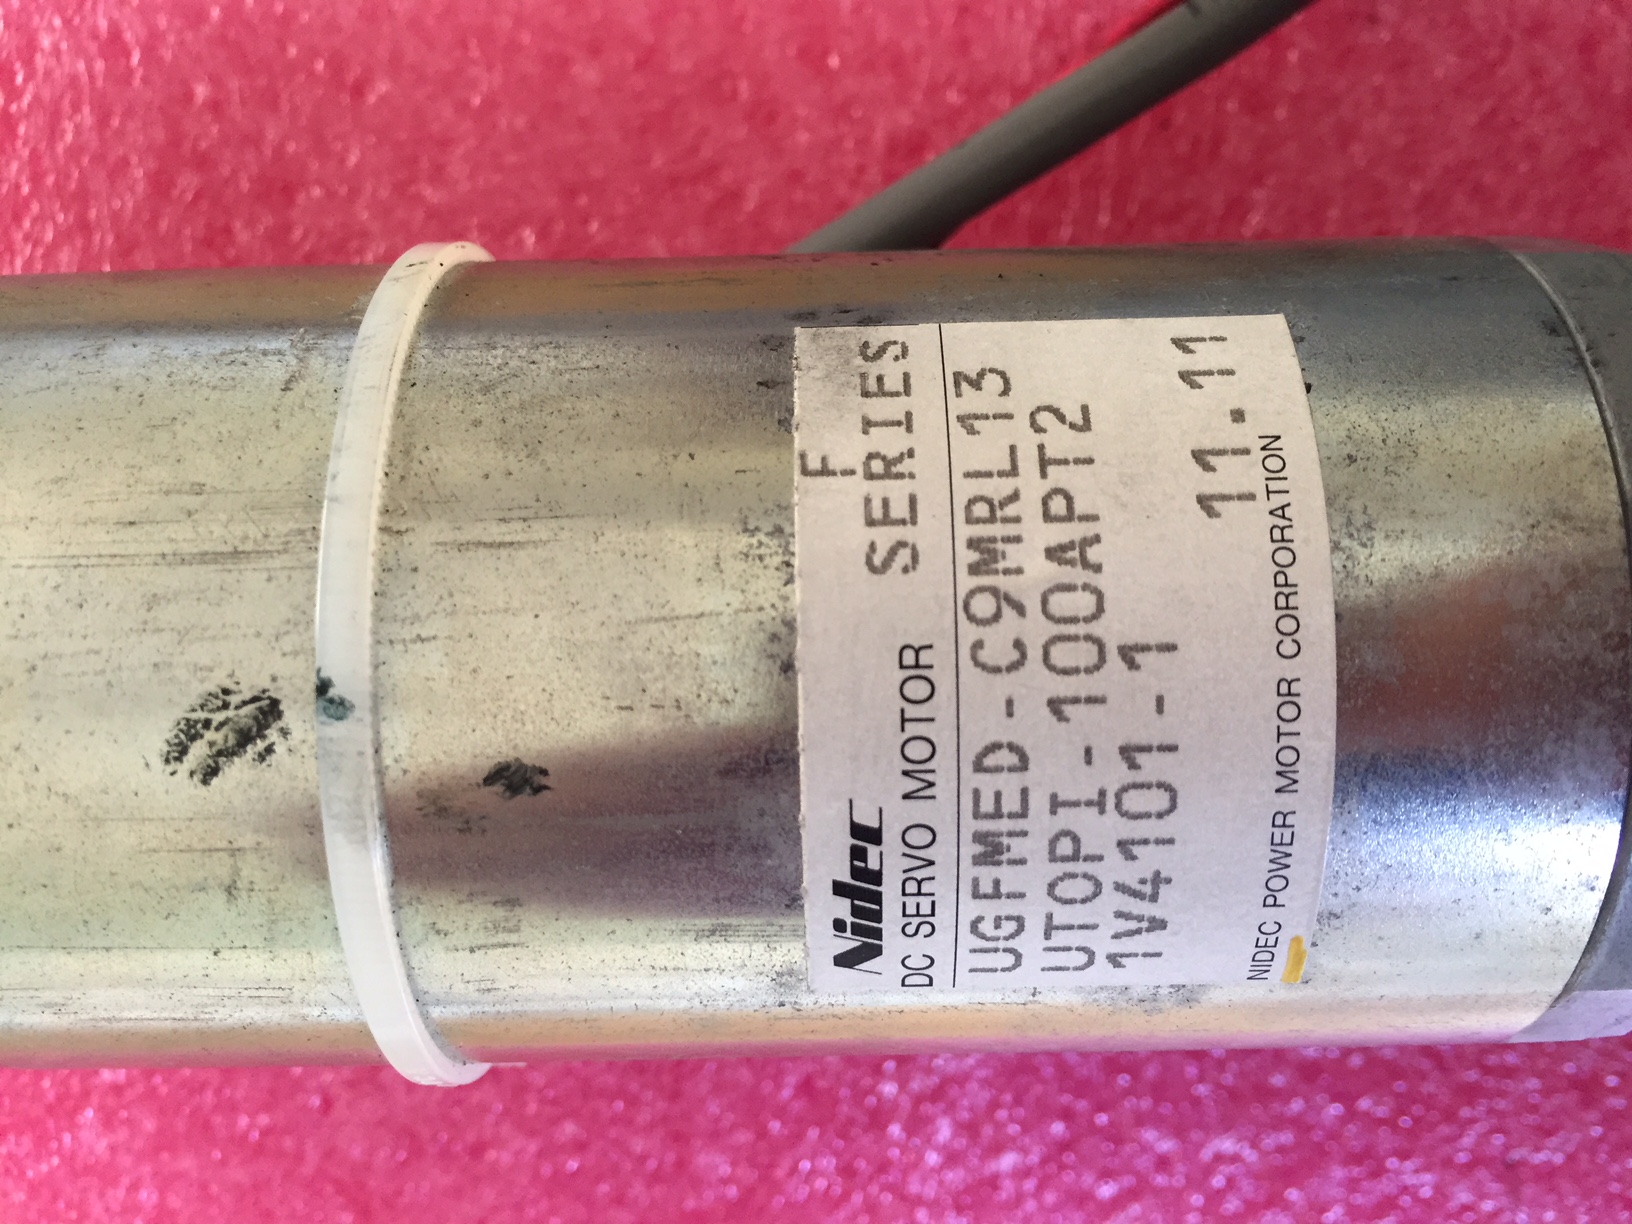 F
Nidec SERIES
DC SERVO MOTOR
UGFMED-C9MRL13
UTOPI-100APT2
1V4101-1
11.11
NIDEC POWER MOTOR CORPORATION